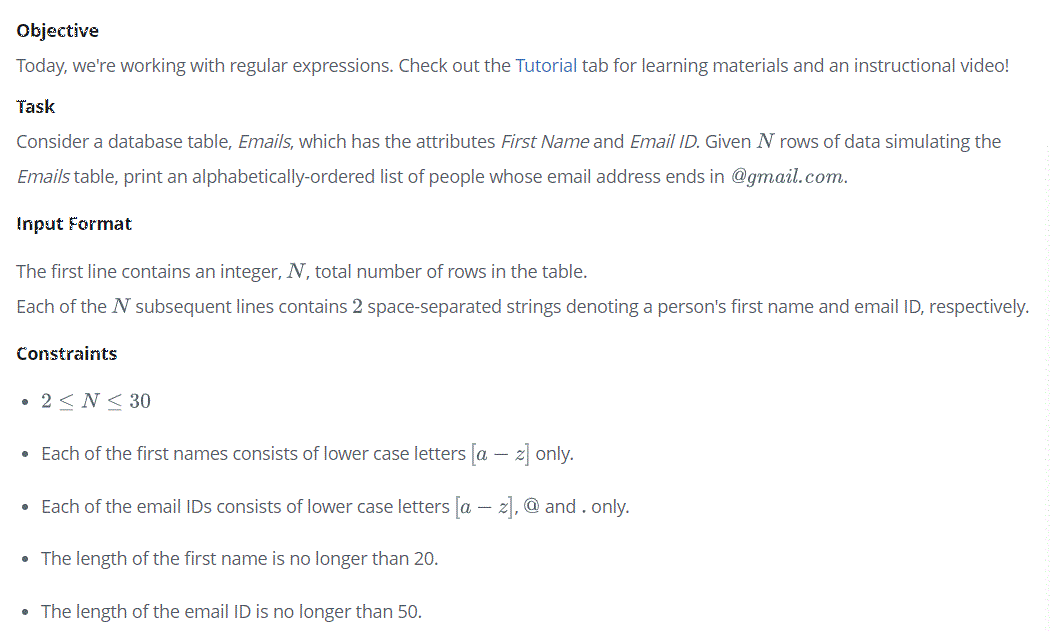 Objective
Today, we're working with regular expressions. Check out the Tutorial tab for learning materials and an instructional video!
Task
Consider a database table, Emails, which has the attributes First Name and Email ID. Given N rows of data simulating the
Emails table, print an alphabetically-ordered list of people whose email address ends in @gmail.com.
Input Format
The first line contains an integer, N, total number of rows in the table.
Each of the N subsequent lines contains 2 space-separated strings denoting a person's first name and email ID, respectively.
Constraints
• 2 ≤ N ≤ 30
• Each of the first names consists of lower case letters [a − z] only.
• Each of the email IDs consists of lower case letters [a − z], @ and . only.
• The length of the first name is no longer than 20.
• The length of the email ID is no longer than 50.